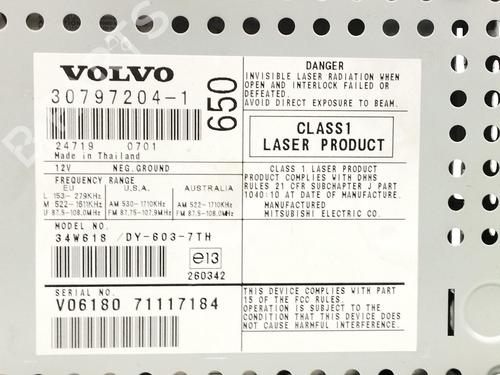 VOLVO
30797204-1
650
24719 0701
Made in Thailand
12V NEG.GROUND
FREQUENCY RANGE
EU U.S.A. AUSTRALIA
L 153-279KHz
M 522-1611KHz AM 530-1710KHz AM 522-1710KHz
U 87.5-108.0MHz FM 87.75-107.9MHz FM 87.5-108.0MHz
MODEL NO.
34W618 /DY-603-7TH
e13
260342
SERIAL NO.
V06180 71117184
DANGER
INVISIBLE LASER RADIATION WHEN
OPEN AND INTERLOCK FAILED OR
DEFEATED.
AVOID DIRECT EXPOSURE TO BEAM.
CLASS1
LASER PRODUCT
CLASS 1 LASER PRODUCT
PRODUCT COMPLIES WITH DHHS
RULES 21 CFR SUBCHAPTER J PART
1040:10 AT DATE OF MANUFACTURE.
MANUFACTURED
MITSUBISHI ELECTRIC CO.
THIS DEVICE COMPLIES WITH PART
15 OF THE FCC RULES.
OPERATION IS SUBJECT TO THE
CONDITION THAT THIS DEVICE DOES NOT
CAUSE HARMFUL INTERFERENCE.